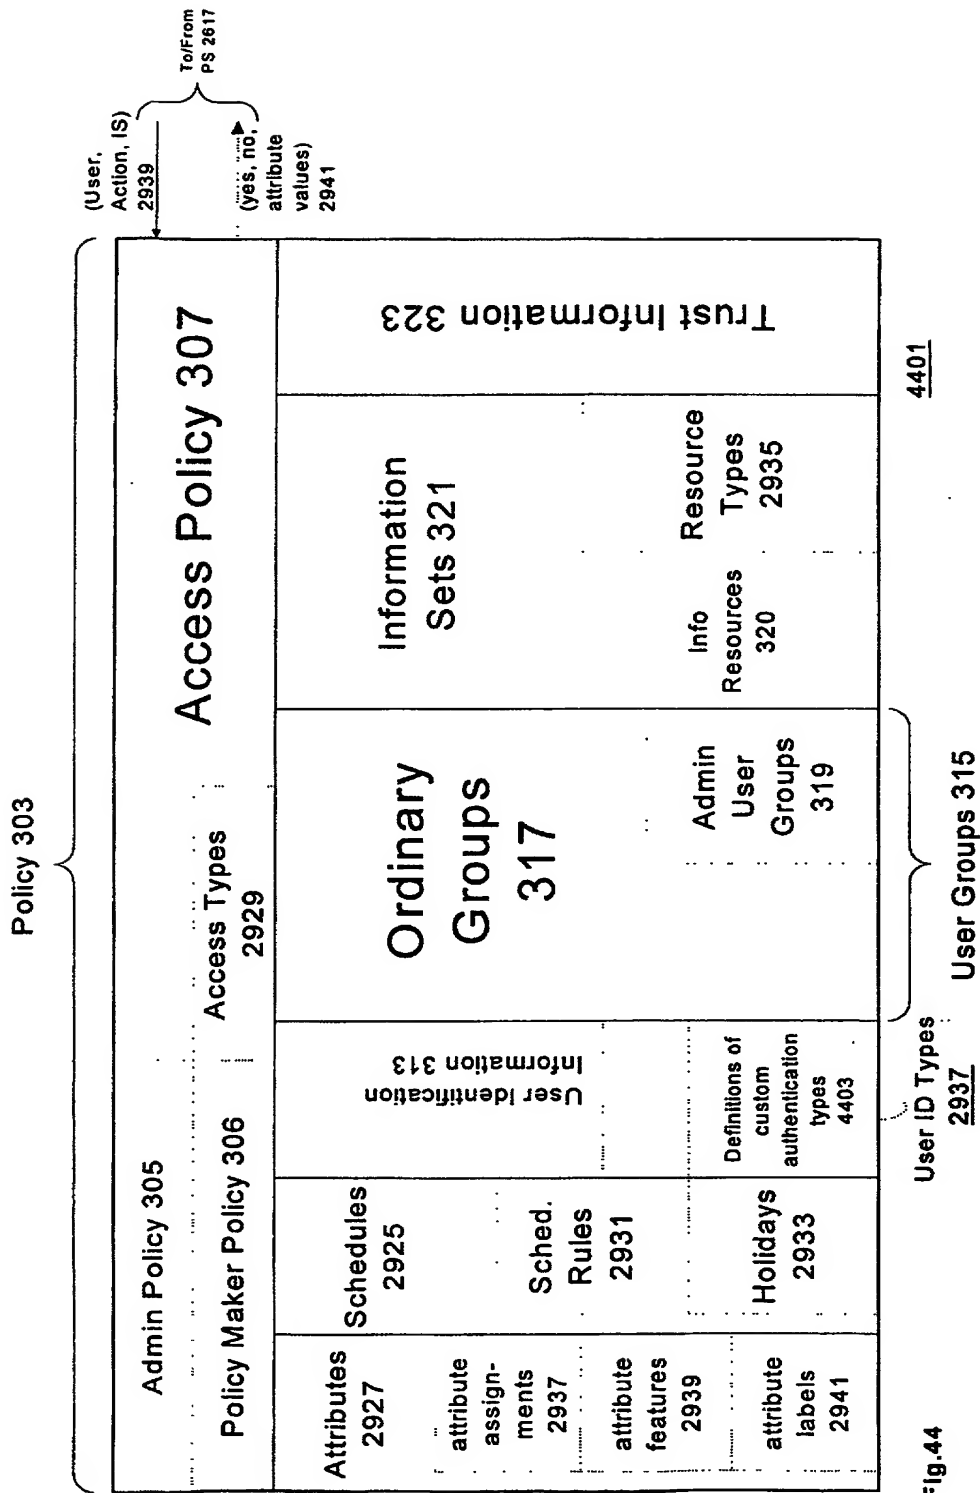 Policy 303
(User,
Action, IS)
2939
To/From
PS 2617
(yes, no,
attribute
values)
2941
Admin Policy 305
Policy Maker Policy 306
Access Types
2929
Access Policy 307
Attributes
2927
attribute
assign-
ments
2937
attribute
features
2939
attribute
labels
2941
Schedules
2925
Sched.
Rules
2931
Holidays
2933
User Identification
Information 313
Definitions of
custom
authentication
types
4403
Ordinary
Groups
317
Admin
User
Groups
319
Information
Sets 321
Info
Resources
320
Resource
Types
2935
Trust Information 323
User ID Types
2937
User Groups 315
4401
Fig.44